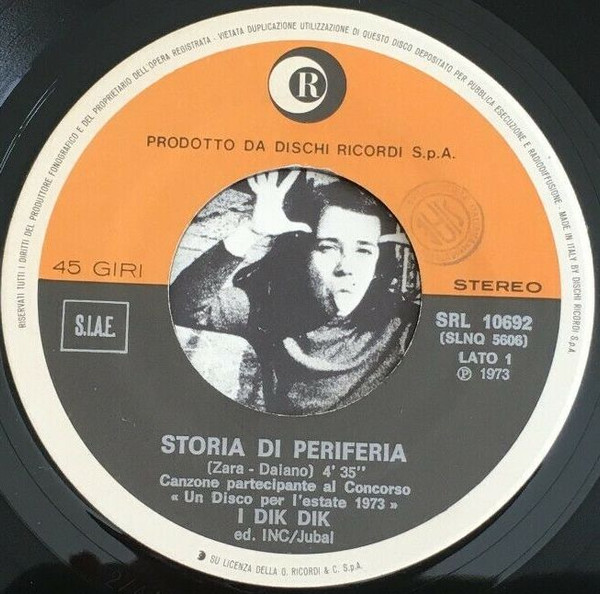 RISERVATI TUTTI I DIRITTI DEL PRODUTTORE FONOGRAFICO E DEL PROPRIETARIO DELL'OPERA REGISTRATA - VIETATA DUPLICAZIONE UTILIZZAZIONE DI QUESTO DISCO DEPOSITATO PER PUBBLICA ESECUZIONE E RADIODIFFUSIONE - MADE IN ITALY BY DISCHI RICORDI S.p.A.
R
PRODOTTO DA DISCHI RICORDI S.p.A.
45 GIRI
STEREO
S.I.A.E.
SRL 10692
(SLNQ 5606)
LATO 1
℗ 1973
STORIA DI PERIFERIA
(Zara - Daiano) 4' 35"
Canzone partecipante al Concorso
« Un Disco per l'estate 1973 »
I DIK DIK
ed. INC/Jubal
SU LICENZA DELLA G. RICORDI & C. S.p.A.